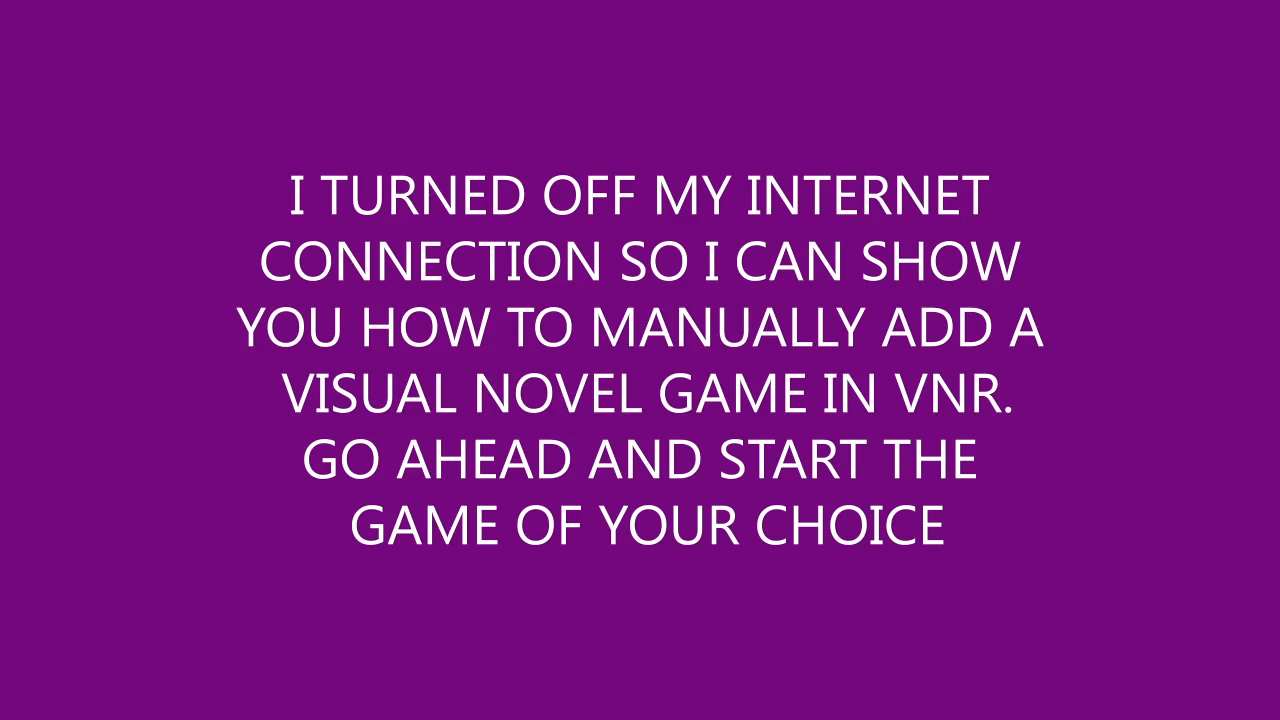 I TURNED OFF MY INTERNET
CONNECTION SO I CAN SHOW
YOU HOW TO MANUALLY ADD A
VISUAL NOVEL GAME IN VNR.
GO AHEAD AND START THE
GAME OF YOUR CHOICE